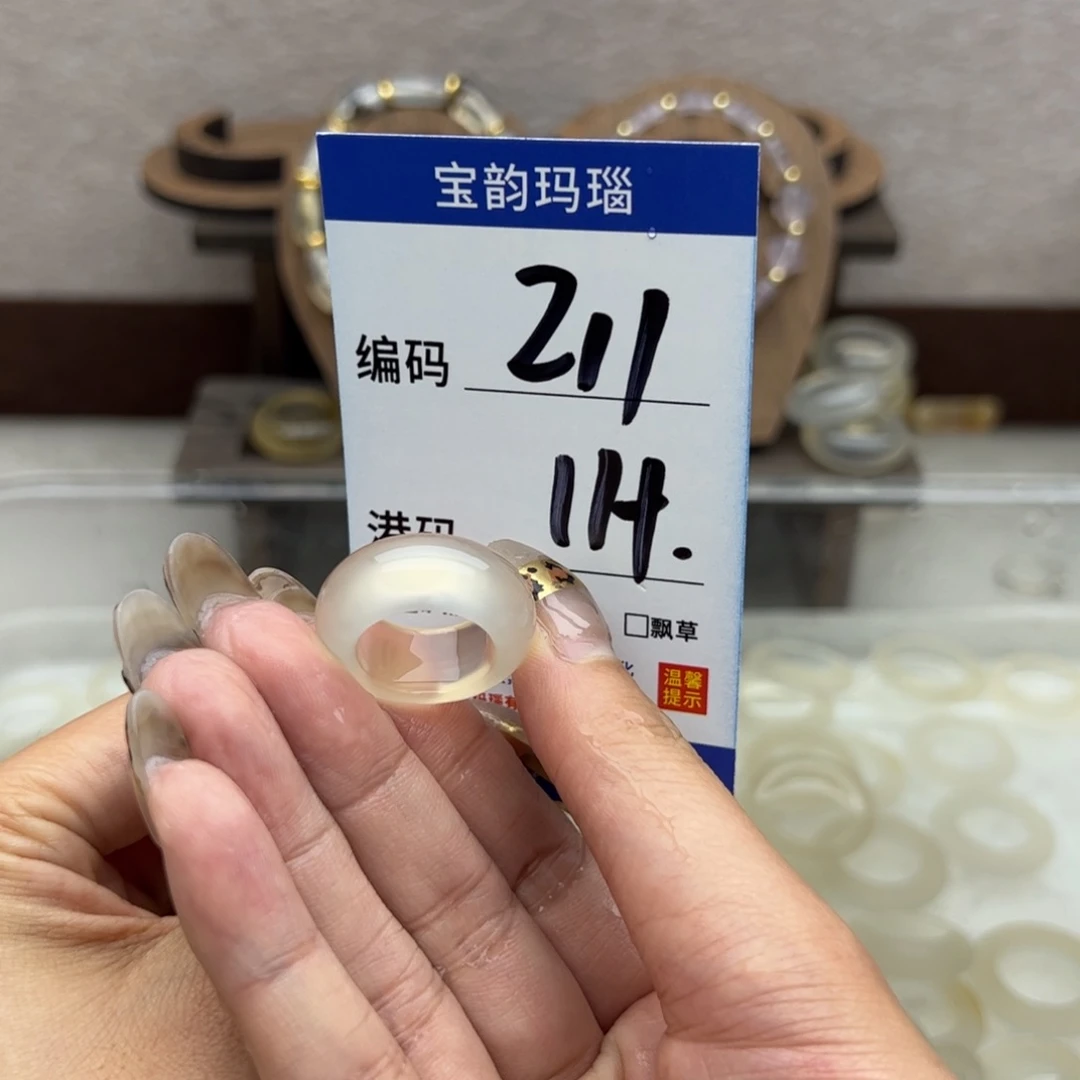 宝韵玛瑙
编码 211
港码 14.
□飘草
温馨
提示